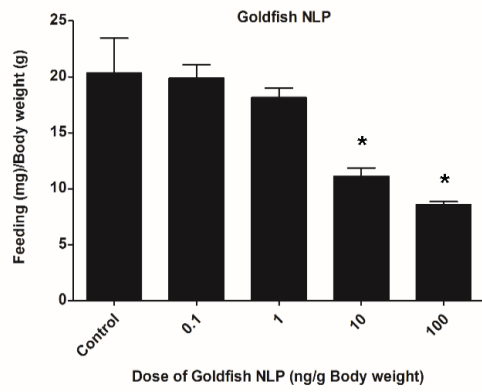 Goldfish NLP
Feeding (mg)/Body weight (g)
25
20
15
10
5
0
* *
Control 0.1 1 10 100
Dose of Goldfish NLP (ng/g Body weight)